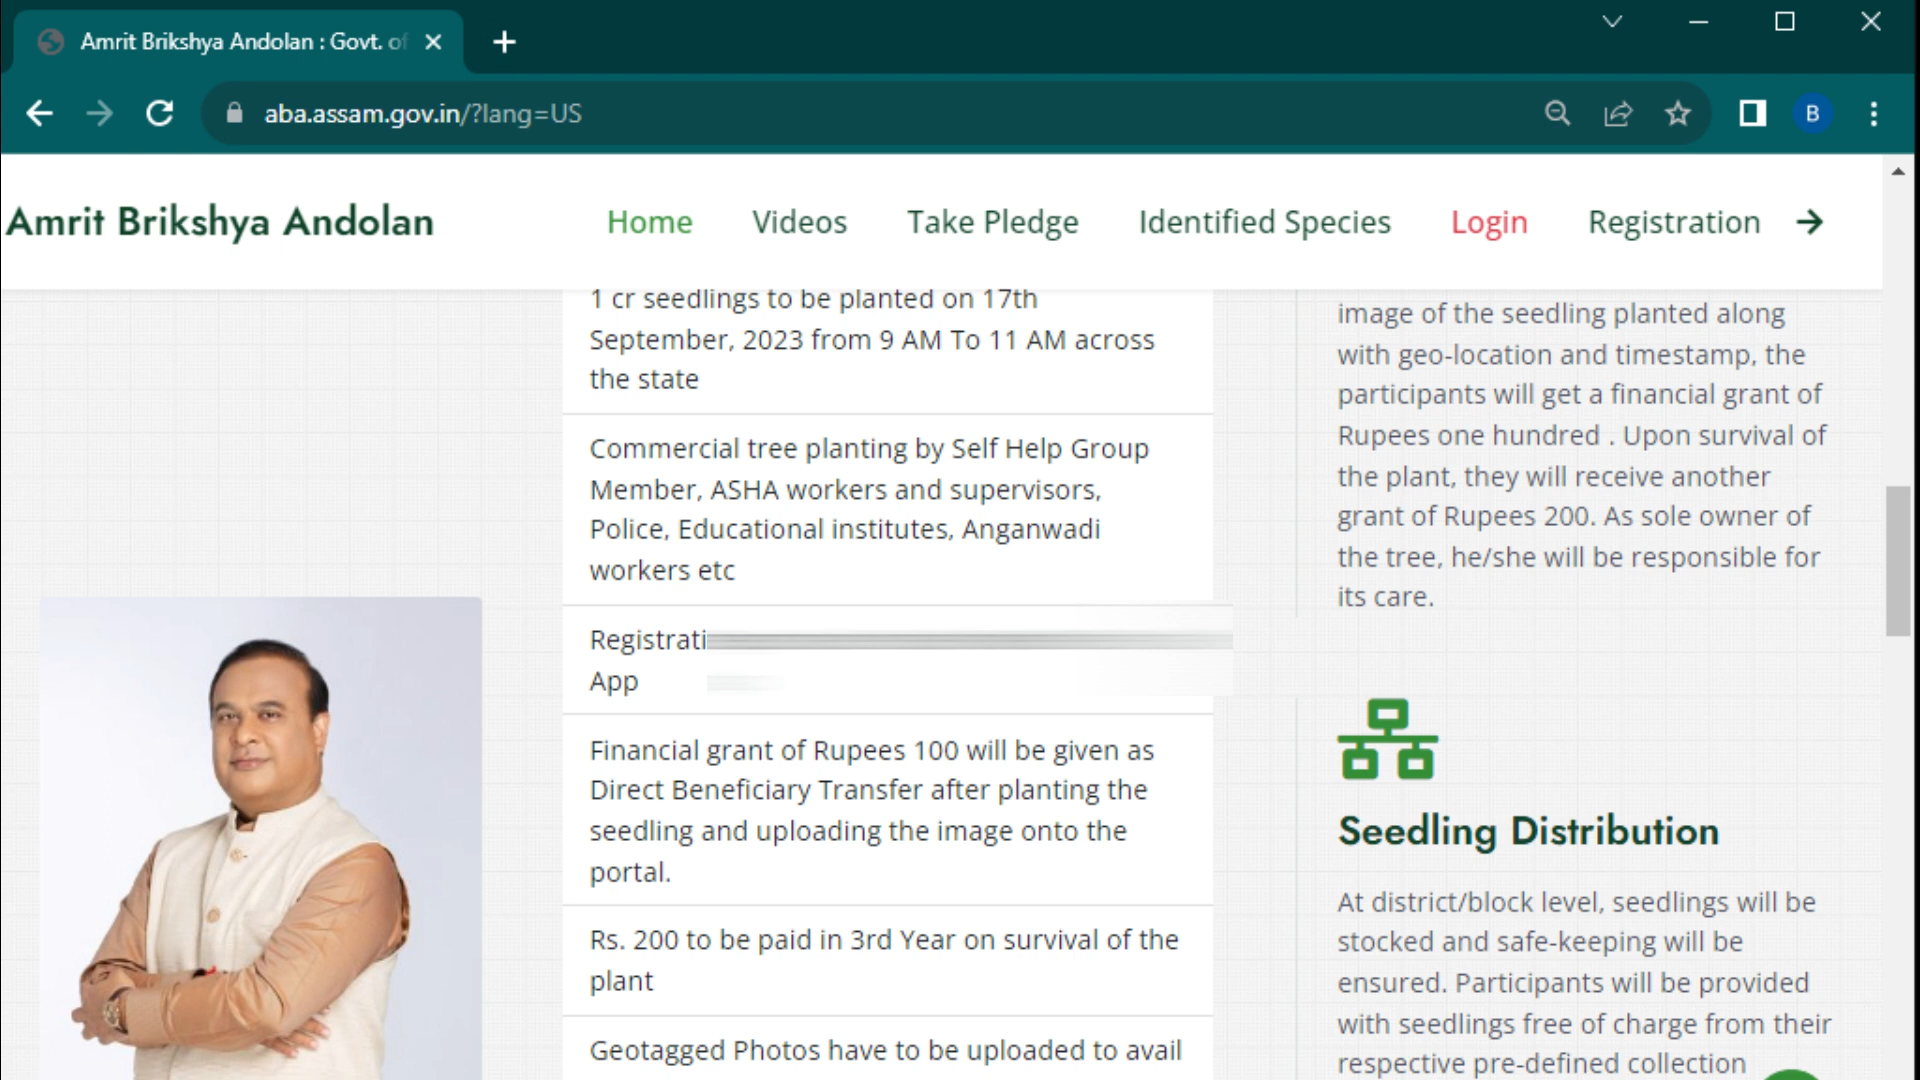 Amrit Brikshya Andolan : Govt. of
aba.assam.gov.in/?lang=US
B
Amrit Brikshya Andolan
Home Videos Take Pledge Identified Species Login Registration
1 cr seedlings to be planted on 17th
September, 2023 from 9 AM To 11 AM across
the state
Commercial tree planting by Self Help Group
Member, ASHA workers and supervisors,
Police, Educational institutes, Anganwadi
workers etc
Registrati
App
Financial grant of Rupees 100 will be given as
Direct Beneficiary Transfer after planting the
seedling and uploading the image onto the
portal.
Rs. 200 to be paid in 3rd Year on survival of the
plant
Geotagged Photos have to be uploaded to avail
image of the seedling planted along
with geo-location and timestamp, the
participants will get a financial grant of
Rupees one hundred . Upon survival of
the plant, they will receive another
grant of Rupees 200. As sole owner of
the tree, he/she will be responsible for
its care.
Seedling Distribution
At district/block level, seedlings will be
stocked and safe-keeping will be
ensured. Participants will be provided
with seedlings free of charge from their
respective pre-defined collection